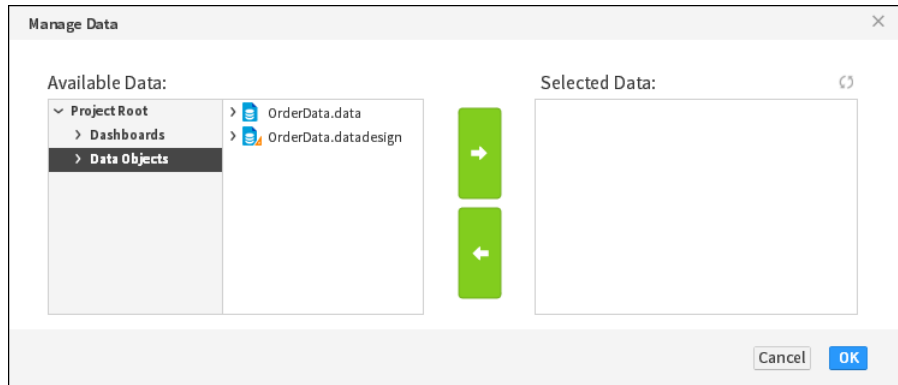 Manage Data
Available Data:
Selected Data:
Project Root
Dashboards
Data Objects
OrderData.data
OrderData.datadesign
Cancel
OK